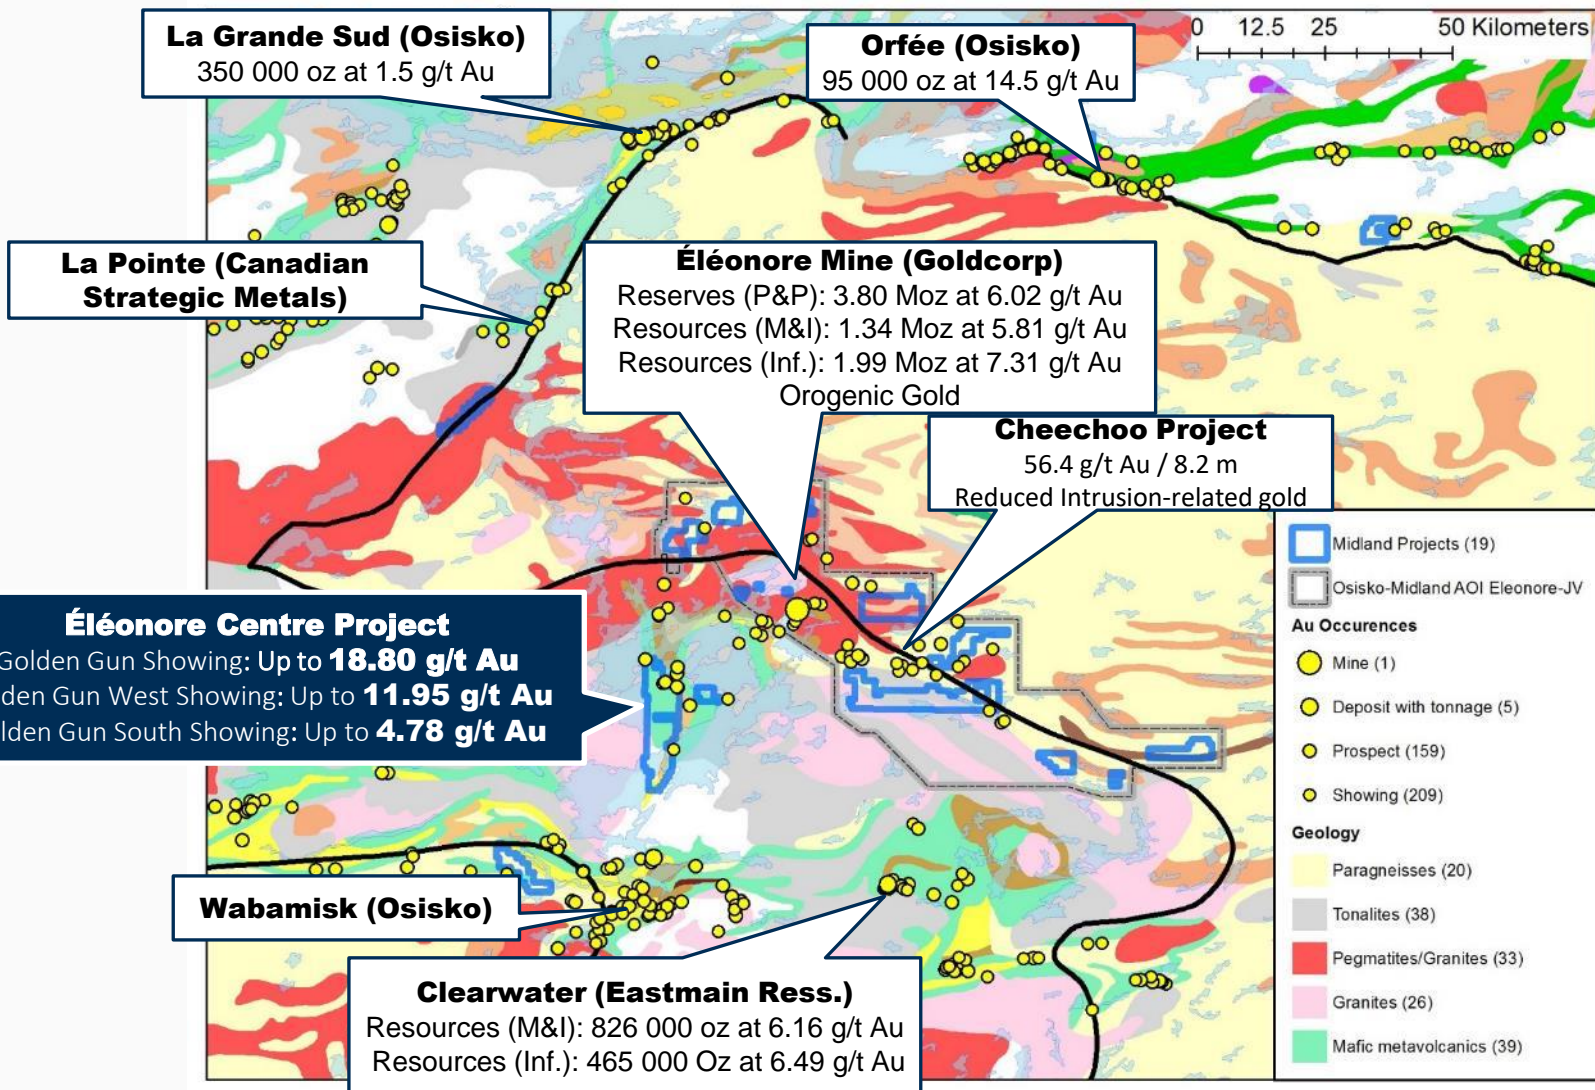 La Grande Sud (Osisko)
350 000 oz at 1.5 g/t Au
Orfée (Osisko)
95 000 oz at 14.5 g/t Au
0 12.5 25 50 Kilometers
La Pointe (Canadian
Strategic Metals)
Éléonore Mine (Goldcorp)
Reserves (P&P): 3.80 Moz at 6.02 g/t Au
Resources (M&I): 1.34 Moz at 5.81 g/t Au
Resources (Inf.): 1.99 Moz at 7.31 g/t Au
Orogenic Gold
Cheechoo Project
56.4 g/t Au / 8.2 m
Reduced Intrusion-related gold
Éléonore Centre Project
Golden Gun Showing: Up to 18.80 g/t Au
den Gun West Showing: Up to 11.95 g/t Au
lden Gun South Showing: Up to 4.78 g/t Au
Wabamisk (Osisko)
Clearwater (Eastmain Ress.)
Resources (M&I): 826 000 oz at 6.16 g/t Au
Resources (Inf.): 465 000 Oz at 6.49 g/t Au
Midland Projects (19)
Osisko-Midland AOI Eleonore-JV
Au Occurences
Mine (1)
Deposit with tonnage (5)
Prospect (159)
Showing (209)
Geology
Paragneisses (20)
Tonalites (38)
Pegmatites/Granites (33)
Granites (26)
Mafic metavolcanics (39)